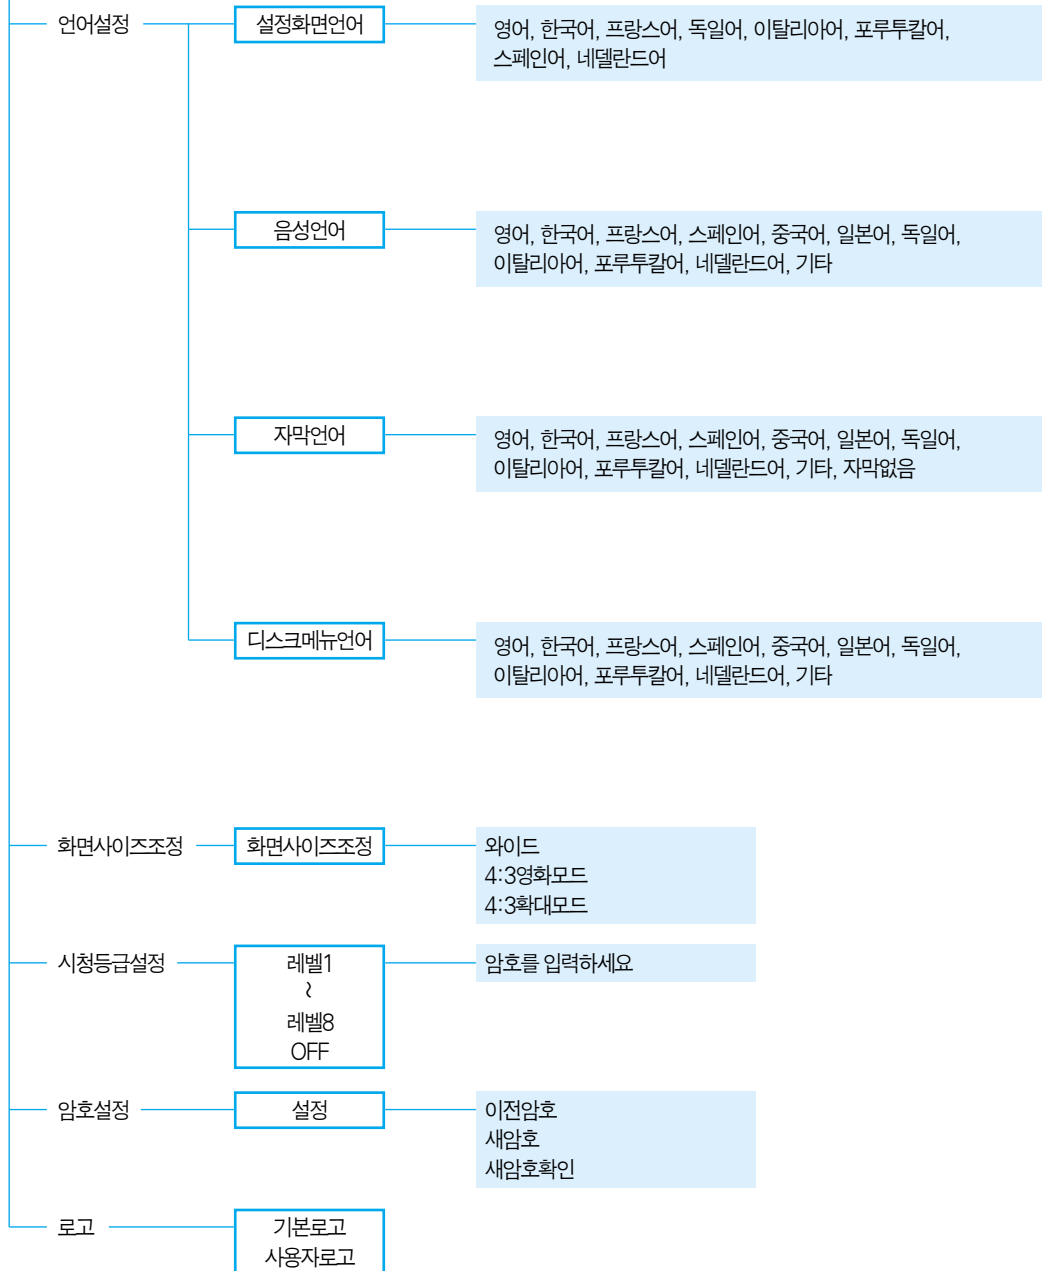 언어설정
설정화면언어
영어, 한국어, 프랑스어, 독일어, 이탈리아어, 포루투칼어,
스페인어, 네델란드어
음성언어
영어, 한국어, 프랑스어, 스페인어, 중국어, 일본어, 독일어,
이탈리아어, 포루투칼어, 네델란드어, 기타
자막언어
영어, 한국어, 프랑스어, 스페인어, 중국어, 일본어, 독일어,
이탈리아어, 포루투칼어, 네델란드어, 기타, 자막없음
디스크메뉴언어
영어, 한국어, 프랑스어, 스페인어, 중국어, 일본어, 독일어,
이탈리아어, 포루투칼어, 네델란드어, 기타
화면사이즈조정
화면사이즈조정
와이드
4:3영화모드
4:3확대모드
시청등급설정
레벨1
~
레벨8
OFF
암호를 입력하세요
암호설정
설정
이전암호
새암호
새암호확인
로고
기본로고
사용자로고